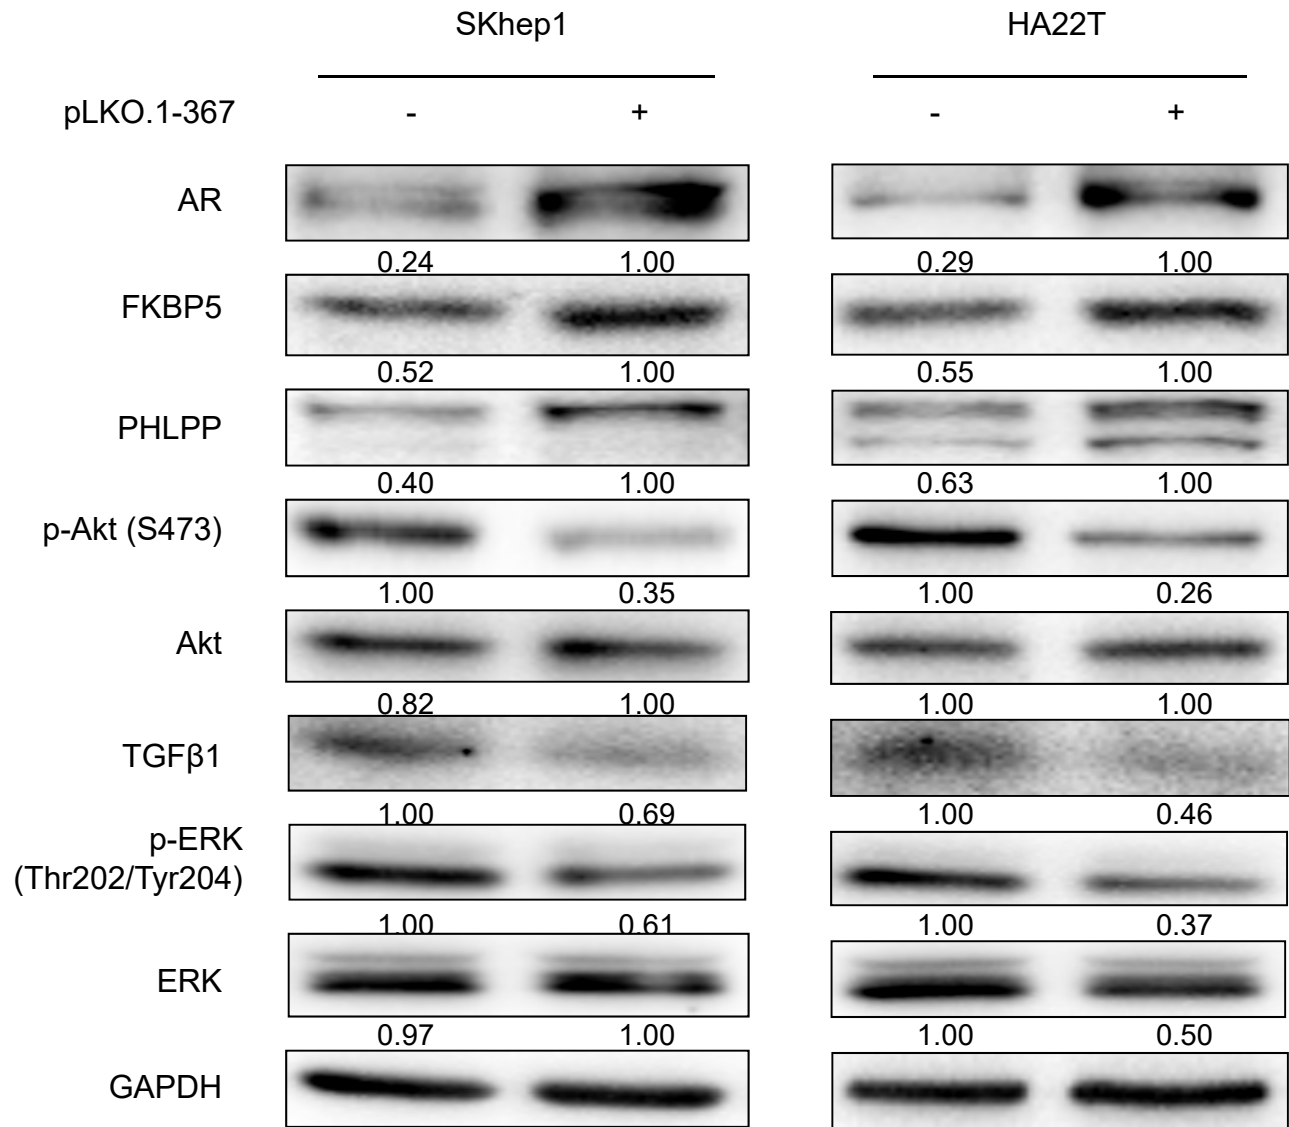 SKhep1 HA22T
pLKO.1-367 - + - +
AR
0.24 1.00 0.29 1.00
FKBP5
0.52 1.00 0.55 1.00
PHLPP
0.40 1.00 0.63 1.00
p-Akt (S473)
1.00 0.35 1.00 0.26
Akt
0.82 1.00 1.00 1.00
TGFβ1
1.00 0.69 1.00 0.46
p-ERK
(Thr202/Tyr204)
1.00 0.61 1.00 0.37
ERK
0.97 1.00 1.00 0.50
GAPDH